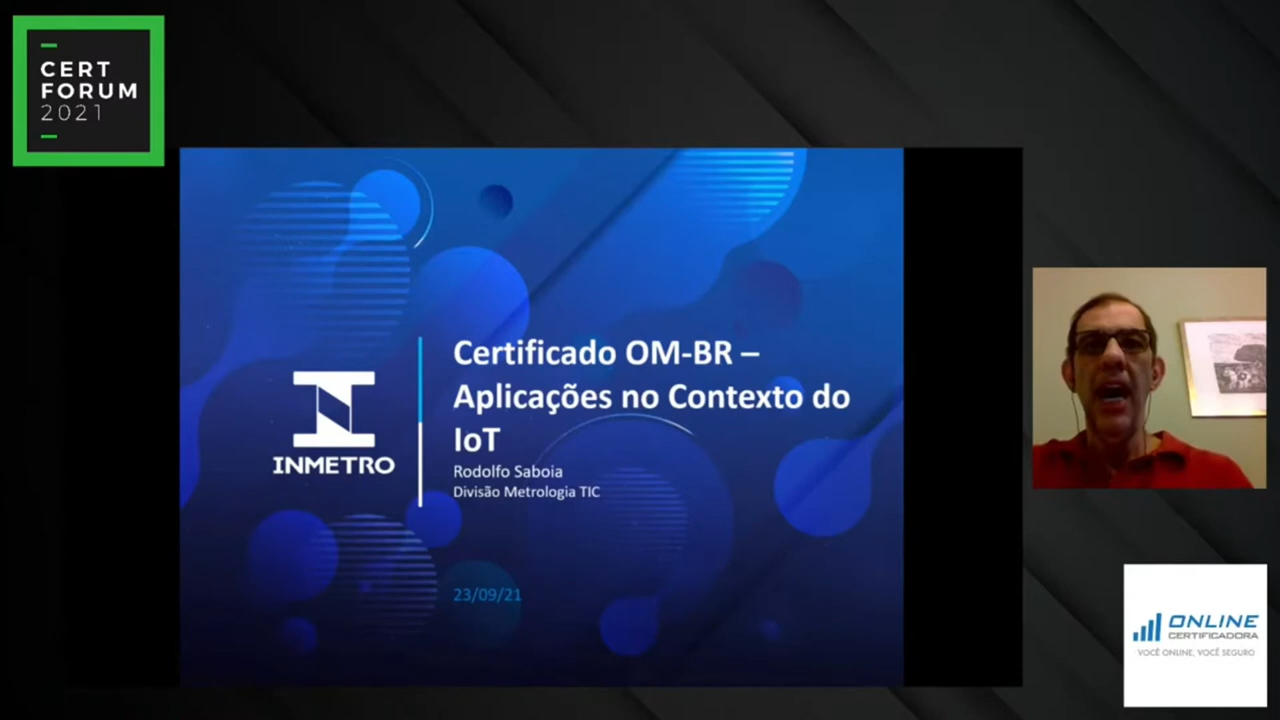 CERT
FORUM
2021
Certificado OM-BR –
Aplicações no Contexto do
IoT
Rodolfo Saboia
Divisão Metrologia TIC
INMETRO
23/09/21
ONLINE
CERTIFICADORA
VOCÊ ONLINE, VOCÊ SEGURO